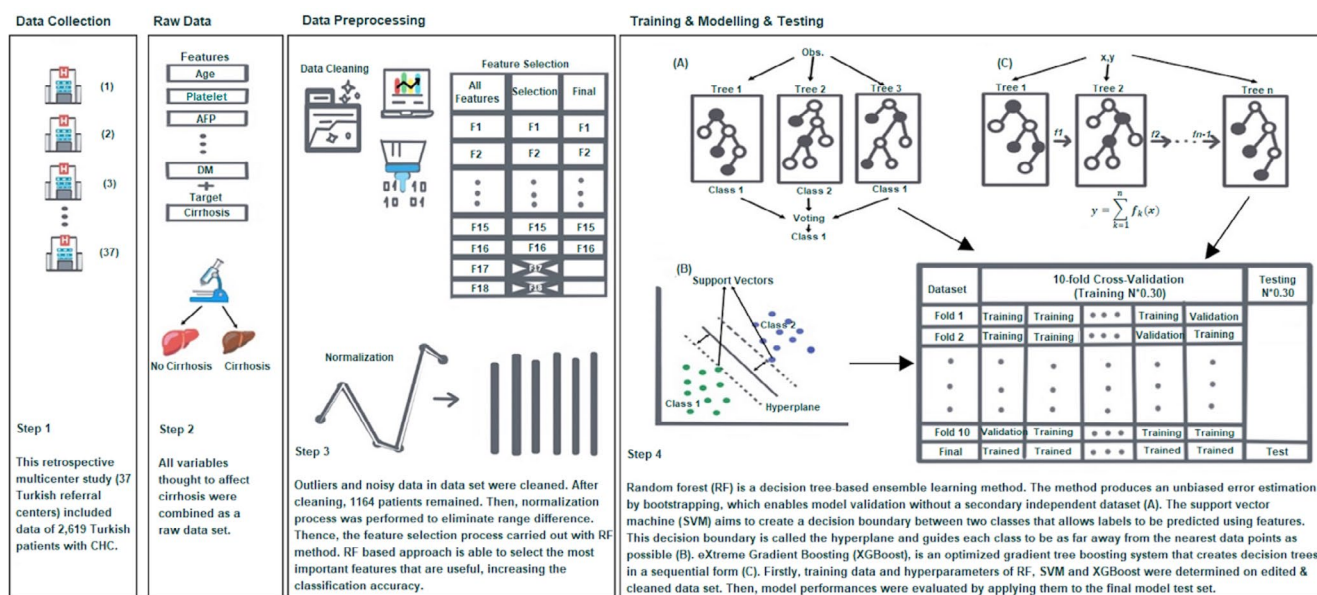 Data Collection
Raw Data
Data Preprocessing
Training & Modelling & Testing
(1)
(2)
(3)
(37)
Step 1
This retrospective
multicenter study (37
Turkish referral
centers) included
data of 2,619 Turkish
patients with CHC.
Features
Age
Platelet
AFP
DM
+
Target
Cirrhosis
No Cirrhosis Cirrhosis
Step 2
All variables
thought to affect
cirrhosis were
combined as a
raw data set.
Data Cleaning
01 10
10 01
Feature Selection
All Features Selection Final
F1 F1 F1
F2 F2 F2
F15 F15 F15
F16 F16 F16
F17 F17
F18
Normalization
Step 3
Outliers and noisy data in data set were cleaned. After
cleaning, 1164 patients remained. Then, normalization
process was performed to eliminate range difference.
Thence, the feature selection process carried out with RF
method. RF based approach is able to select the most
important features that are useful, increasing the
classification accuracy.
(A)
Obs.
Tree 1 Tree 2 Tree 3
Class 1 Class 2 Class 1
Voting
Class 1
(C)
x,y
Tree 1 Tree 2 Tree n
f1 f2 fn-1
y = ∑ₖ₌₁ⁿ fₖ(x)
(B)
Support Vectors
Class 2
Class 1
Hyperplane
Dataset 10-fold Cross-Validation Testing
(Training N*0.30) N*0.30
Fold 1 Training Training Training Validation
Fold 2 Training Training Validation Training
Fold 10 Validation Training Training Training
Final Trained Trained Trained Trained Test
Step 4
Random forest (RF) is a decision tree-based ensemble learning method. The method produces an unbiased error estimation
by bootstrapping, which enables model validation without a secondary independent dataset (A). The support vector
machine (SVM) aims to create a decision boundary between two classes that allows labels to be predicted using features.
This decision boundary is called the hyperplane and guides each class to be as far away from the nearest data points as
possible (B). eXtreme Gradient Boosting (XGBoost), is an optimized gradient tree boosting system that creates decision trees
in a sequential form (C). Firstly, training data and hyperparameters of RF, SVM and XGBoost were determined on edited &
cleaned data set. Then, model performances were evaluated by applying them to the final model test set.